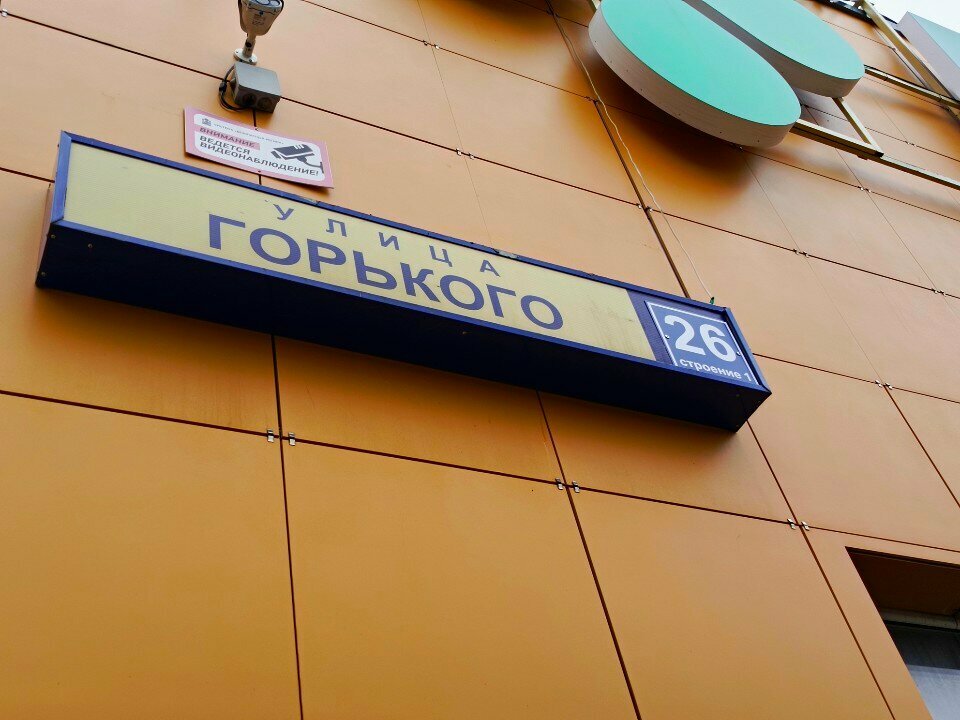 ВНИМАНИЕ
ВЕДЕТСЯ
ВИДЕОНАБЛЮДЕНИЕ!
УЛИЦА
ГОРЬКОГО
26
строение 1